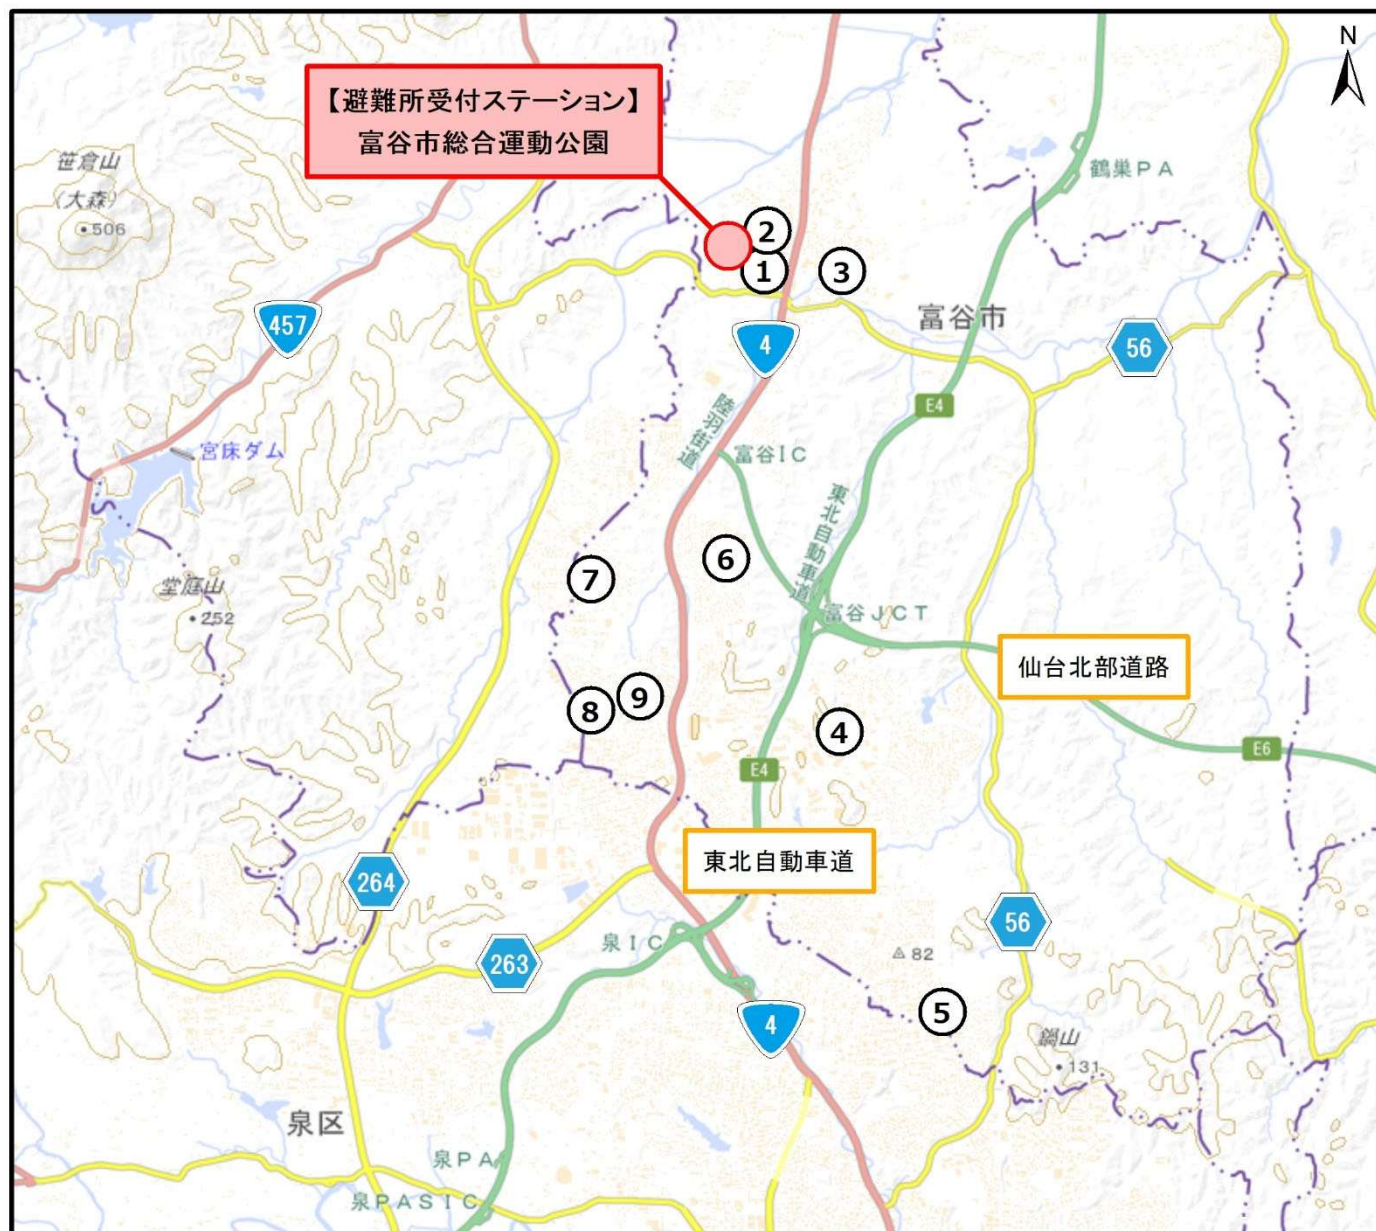 N
【避難所受付ステーション】
富谷市総合運動公園
笹倉山
(大森)
506
鶴巣PA
②
①
③
富谷市
457
4
56
E4
陸羽街道
宮床ダム
富谷IC
東北自動車道
⑥
⑦
堂庭山
252
富谷JCT
仙台北部道路
⑨
⑧
④
E6
E4
東北自動車道
264
56
泉IC
263
82
⑤
4
鍋山
131
泉区
泉PA
泉PASIC